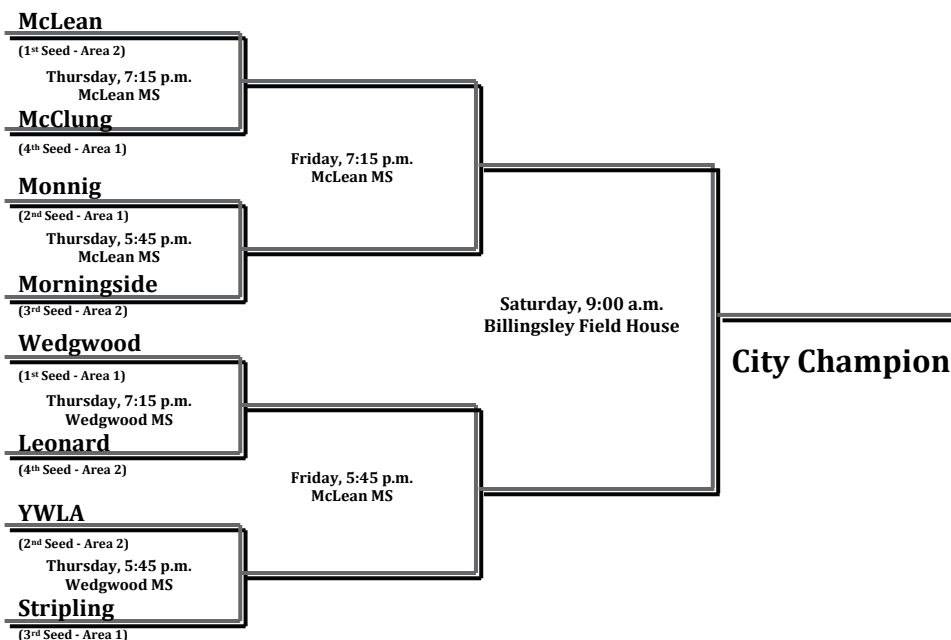 McLean
(1st Seed - Area 2)
Thursday, 7:15 p.m.
McLean MS
McClung
(4th Seed - Area 1)
Friday, 7:15 p.m.
McLean MS
Monnig
(2nd Seed - Area 1)
Thursday, 5:45 p.m.
McLean MS
Morningside
(3rd Seed - Area 2)
Saturday, 9:00 a.m.
Billingsley Field House
City Champion
Wedgwood
(1st Seed - Area 1)
Thursday, 7:15 p.m.
Wedgwood MS
Leonard
(4th Seed - Area 2)
Friday, 5:45 p.m.
McLean MS
YWLA
(2nd Seed - Area 2)
Thursday, 5:45 p.m.
Wedgwood MS
Stripling
(3rd Seed - Area 1)